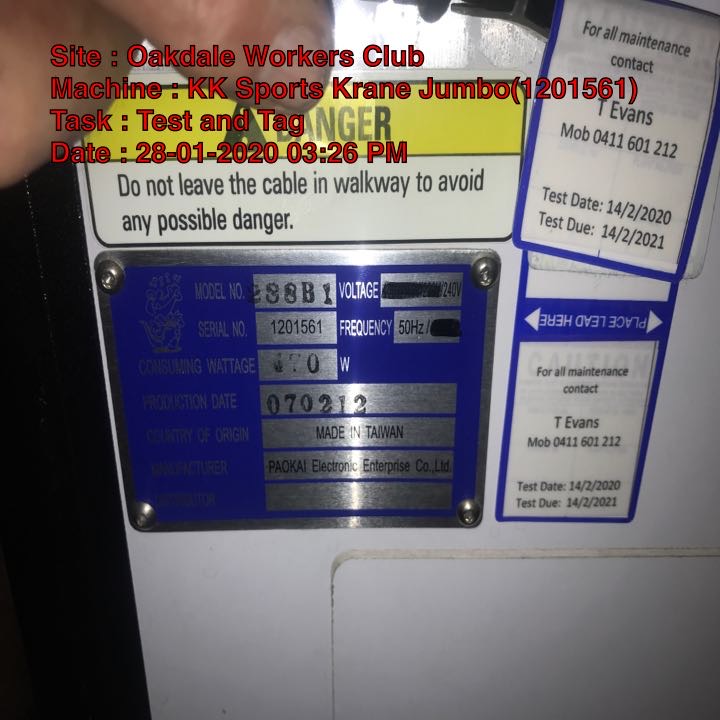 Site : Oakdale Workers Club
Machine : KK Sports Krane Jumbo(1201561)
Task : Test and Tag
Date : 28-01-2020 03:26 PM
DANGER
Do not leave the cable in walkway to avoid
any possible danger.
For all maintenance
contact
T Evans
Mob 0411 601 212
Test Date: 14/2/2020
Test Due: 14/2/2021
MODEL NO. 288B1 VOLTAGE /240V
SERIAL NO. 1201561 FREQUENCY 50Hz/
CONSUMING WATTAGE 470 W
PRODUCTION DATE 070212
COUNTRY OF ORIGIN MADE IN TAIWAN
MANUFACTURER PAOKAI Electronic Enterprise Co.,Ltd.
DISTRIBUTOR
PLACE LEAD HERE
CAUTION
For all maintenance
contact
T Evans
Mob 0411 601 212
Test Date: 14/2/2020
Test Due: 14/2/2021